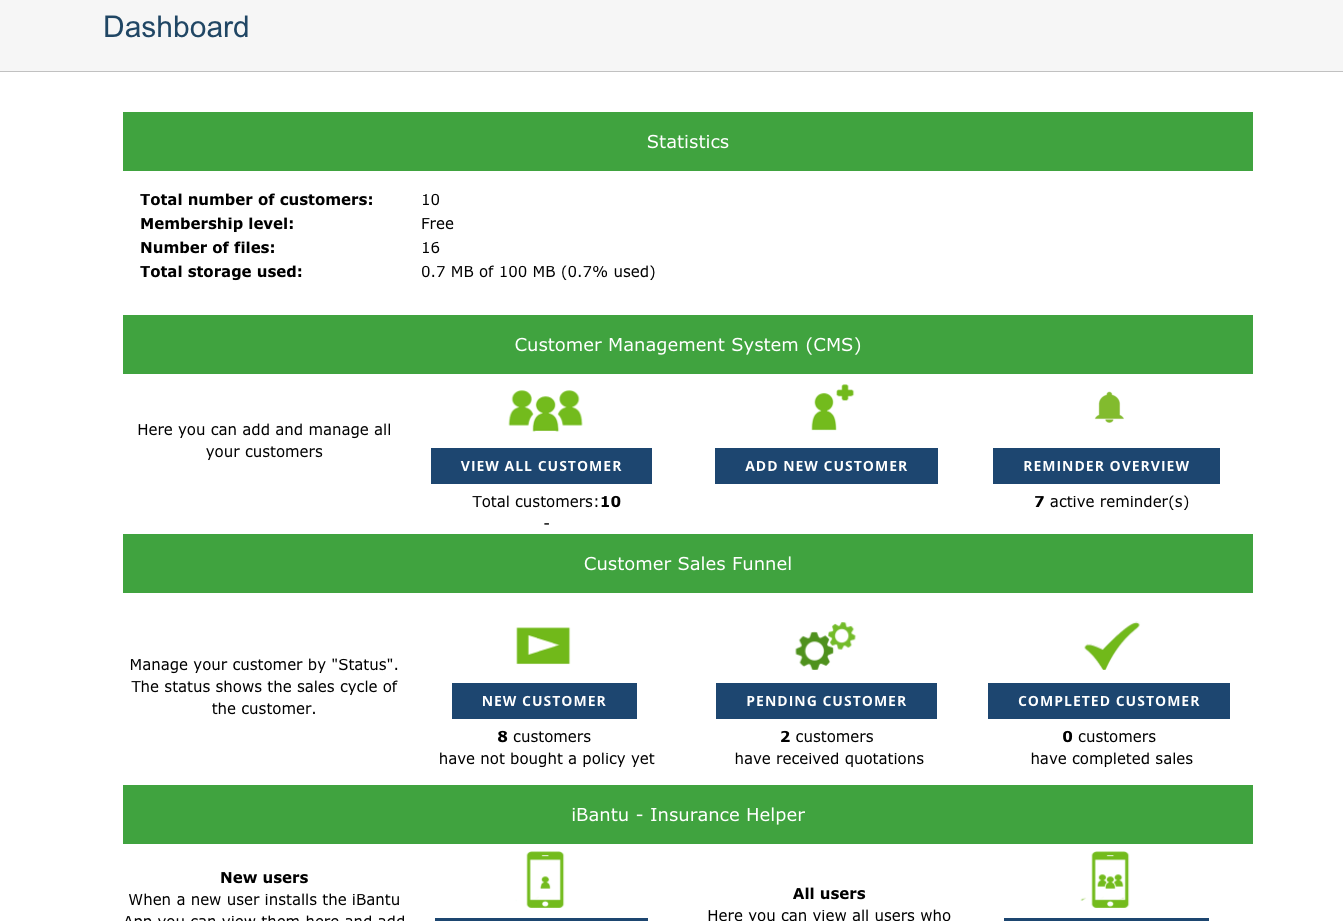 Dashboard
Statistics
Total number of customers: 10
Membership level: Free
Number of files: 16
Total storage used: 0.7 MB of 100 MB (0.7% used)
Customer Management System (CMS)
Here you can add and manage all
your customers
VIEW ALL CUSTOMER
Total customers:10
-
ADD NEW CUSTOMER
REMINDER OVERVIEW
7 active reminder(s)
Customer Sales Funnel
Manage your customer by "Status".
The status shows the sales cycle of
the customer.
NEW CUSTOMER
8 customers
have not bought a policy yet
PENDING CUSTOMER
2 customers
have received quotations
COMPLETED CUSTOMER
0 customers
have completed sales
iBantu - Insurance Helper
New users
When a new user installs the iBantu
App you can view them here and add
All users
Here you can view all users who